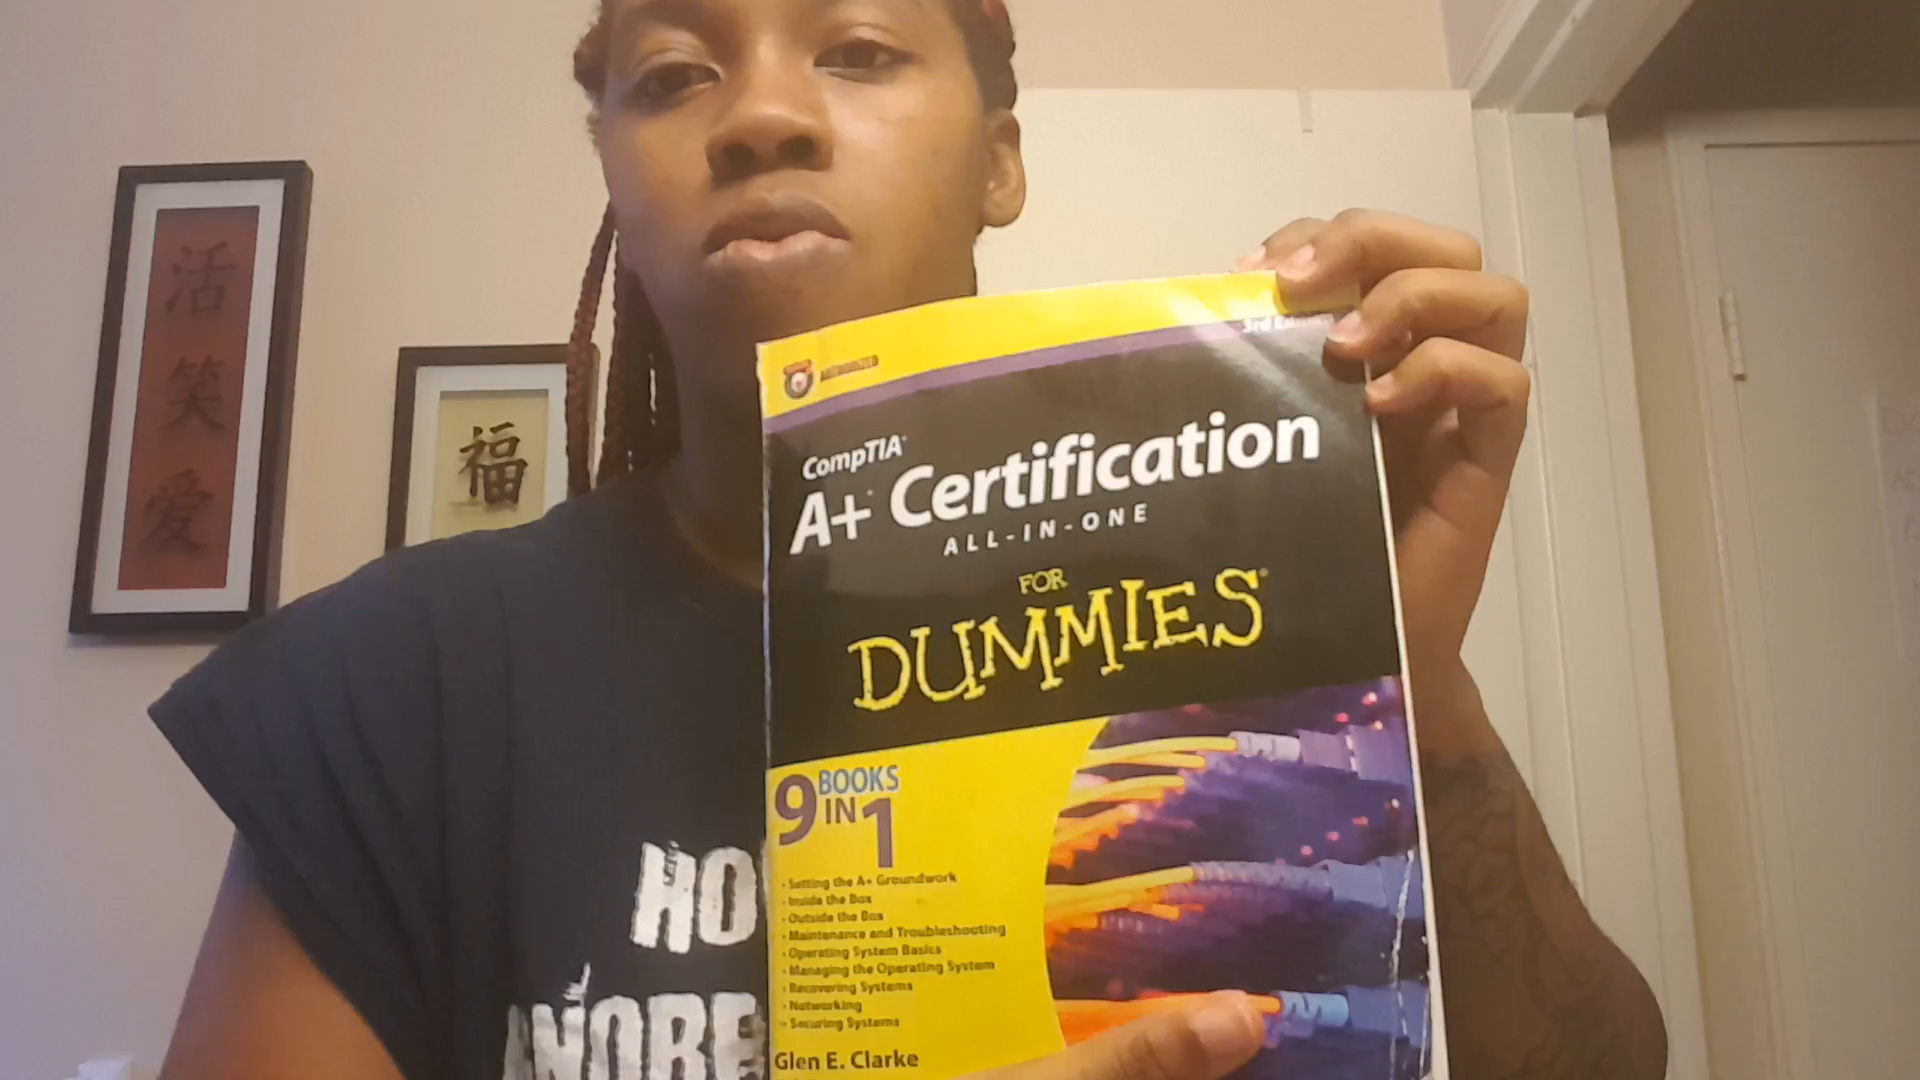 活
笑
爱
福
AUTHORIZED
3rd Edition
CompTIA
A+ Certification
ALL-IN-ONE
FOR
DUMMIES
9 BOOKS
IN 1
• Setting the A+ Groundwork
• Inside the Box
• Outside the Box
• Maintenance and Troubleshooting
• Operating System Basics
• Managing the Operating System
• Recovering Systems
• Networking
• Securing Systems
Glen E. Clarke
HO